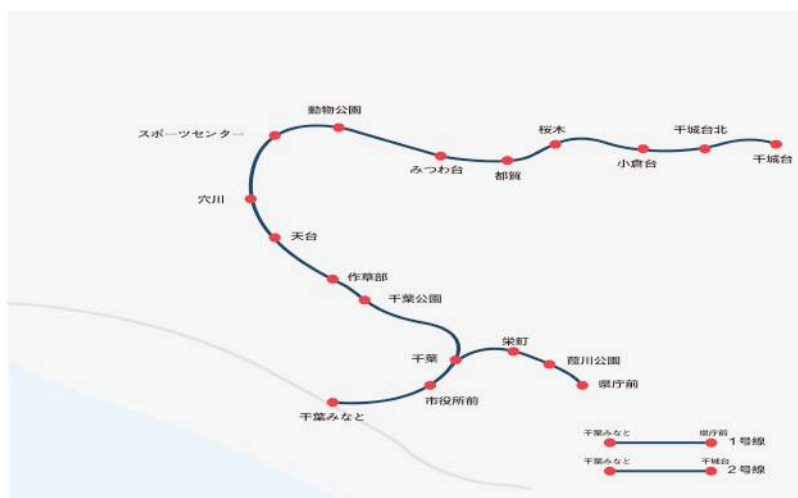 動物公園
スポーツセンター
桜木
千城台北
みつわ台
都賀
小倉台
千城台
穴川
天台
作草部
千葉公園
千葉
栄町
葭川公園
県庁前
市役所前
千葉みなと
千葉みなと 県庁前 1号線
千葉みなと 千城台 2号線